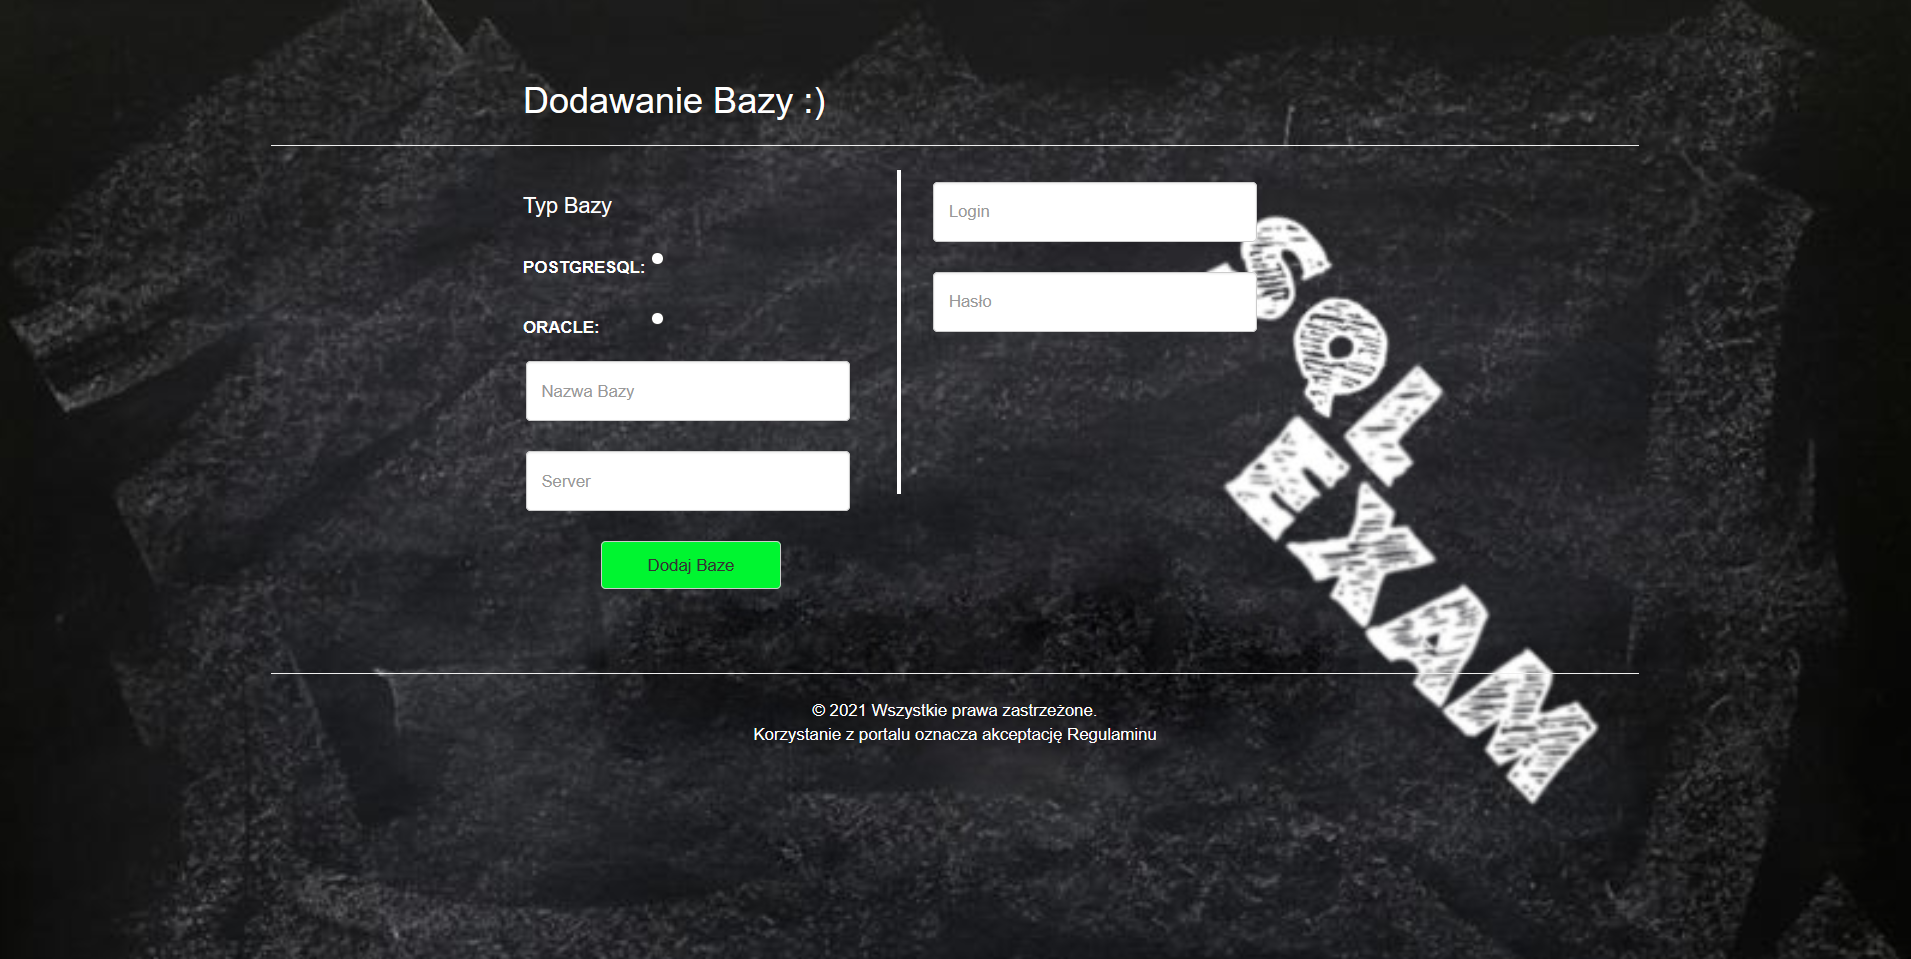 Dodawanie Bazy :)
Typ Bazy
POSTGRESQL:
ORACLE:
Nazwa Bazy
Server
Dodaj Baze
Login
Hasło
SQL
EXAM
© 2021 Wszystkie prawa zastrzeżone.
Korzystanie z portalu oznacza akceptację Regulaminu